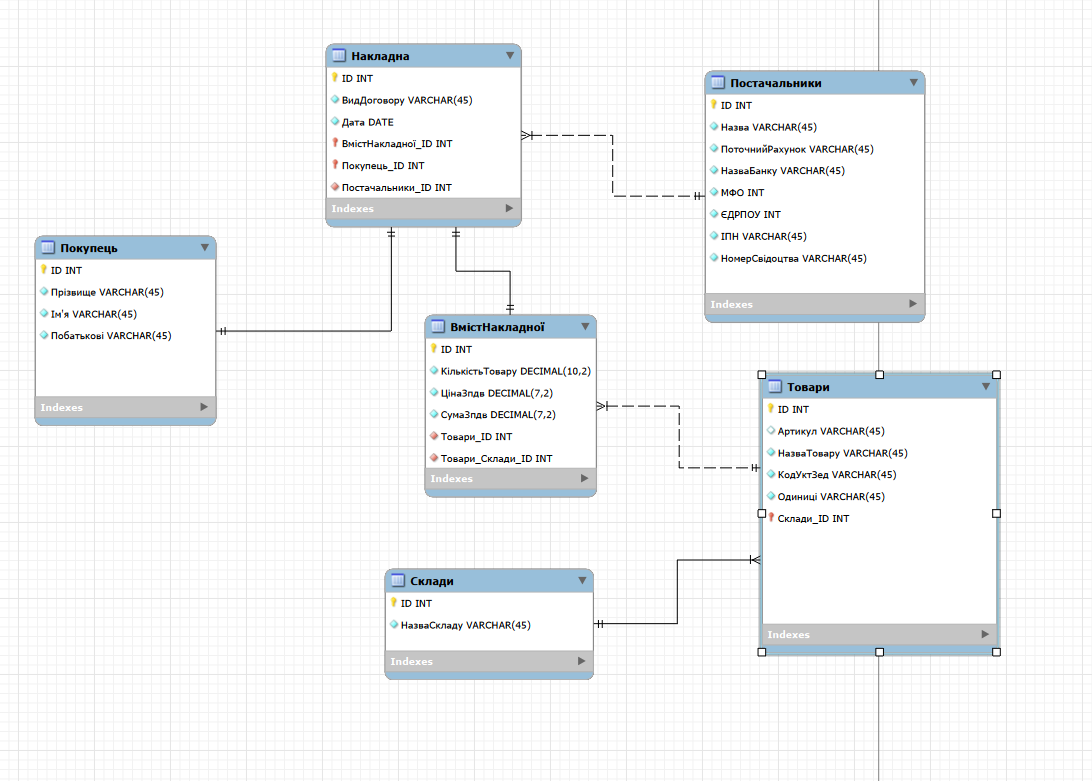 Накладна
ID INT
ВидДоговору VARCHAR(45)
Дата DATE
ВмістНакладної_ID INT
Покупець_ID INT
Постачальники_ID INT
Indexes
Постачальники
ID INT
Назва VARCHAR(45)
ПоточнийРахунок VARCHAR(45)
НазваБанку VARCHAR(45)
МФО INT
ЄДРПОУ INT
ІПН VARCHAR(45)
НомерСвідоцтва VARCHAR(45)
Indexes
Покупець
ID INT
Прізвище VARCHAR(45)
Ім'я VARCHAR(45)
Побатькові VARCHAR(45)
Indexes
ВмістНакладної
ID INT
КількістьТовару DECIMAL(10,2)
ЦінаЗпдв DECIMAL(7,2)
СумаЗпдв DECIMAL(7,2)
Товари_ID INT
Товари_Склади_ID INT
Indexes
Товари
ID INT
Артикул VARCHAR(45)
НазваТовару VARCHAR(45)
КодУктЗед VARCHAR(45)
Одиниці VARCHAR(45)
Склади_ID INT
Indexes
Склади
ID INT
НазваСкладу VARCHAR(45)
Indexes